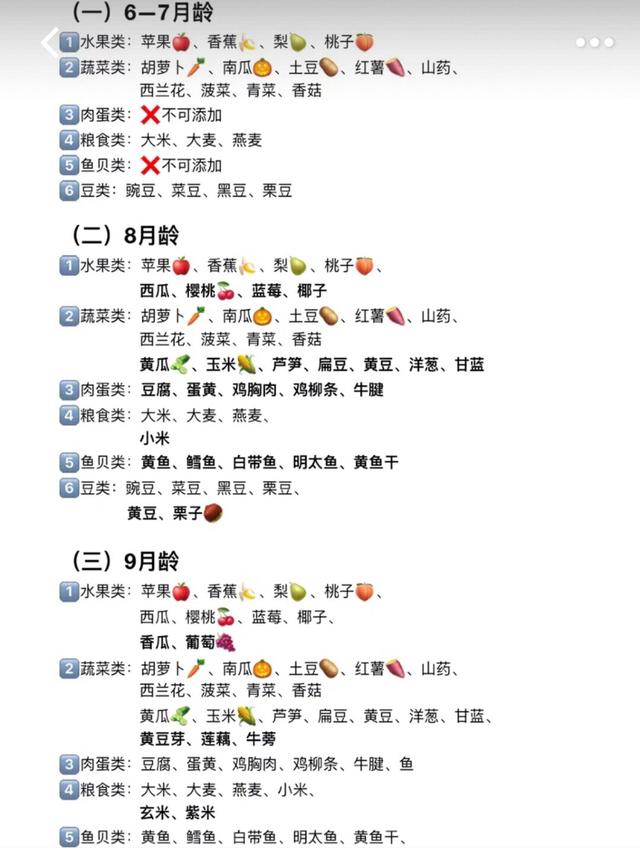 （一）6—7月龄
1水果类：苹果🍎、香蕉🍌、梨🍐、桃子🍑
2蔬菜类：胡萝卜🥕、南瓜🎃、土豆🥔、红薯🍠、山药、
西兰花、菠菜、青菜、香菇
3肉蛋类：❌不可添加
4粮食类：大米、大麦、燕麦
5鱼贝类：❌不可添加
6豆类：豌豆、菜豆、黑豆、栗豆
（二）8月龄
1水果类：苹果🍎、香蕉🍌、梨🍐、桃子🍑、
西瓜、樱桃🍒、蓝莓、椰子
2蔬菜类：胡萝卜🥕、南瓜🎃、土豆🥔、红薯🍠、山药、
西兰花、菠菜、青菜、香菇
黄瓜🥒、玉米🌽、芦笋、扁豆、黄豆、洋葱、甘蓝
3肉蛋类：豆腐、蛋黄、鸡胸肉、鸡柳条、牛腱
4粮食类：大米、大麦、燕麦、
小米
5鱼贝类：黄鱼、鳕鱼、白带鱼、明太鱼、黄鱼干
6豆类：豌豆、菜豆、黑豆、栗豆、
黄豆、栗子🌰
（三）9月龄
1水果类：苹果🍎、香蕉🍌、梨🍐、桃子🍑、
西瓜、樱桃🍒、蓝莓、椰子、
香瓜、葡萄🍇
2蔬菜类：胡萝卜🥕、南瓜🎃、土豆🥔、红薯🍠、山药、
西兰花、菠菜、青菜、香菇
黄瓜🥒、玉米🌽、芦笋、扁豆、黄豆、洋葱、甘蓝、
黄豆芽、莲藕、牛蒡
3肉蛋类：豆腐、蛋黄、鸡胸肉、鸡柳条、牛腱、鱼
4粮食类：大米、大麦、燕麦、小米、
玄米、紫米
5鱼贝类：黄鱼、鳕鱼、白带鱼、明太鱼、黄鱼干、